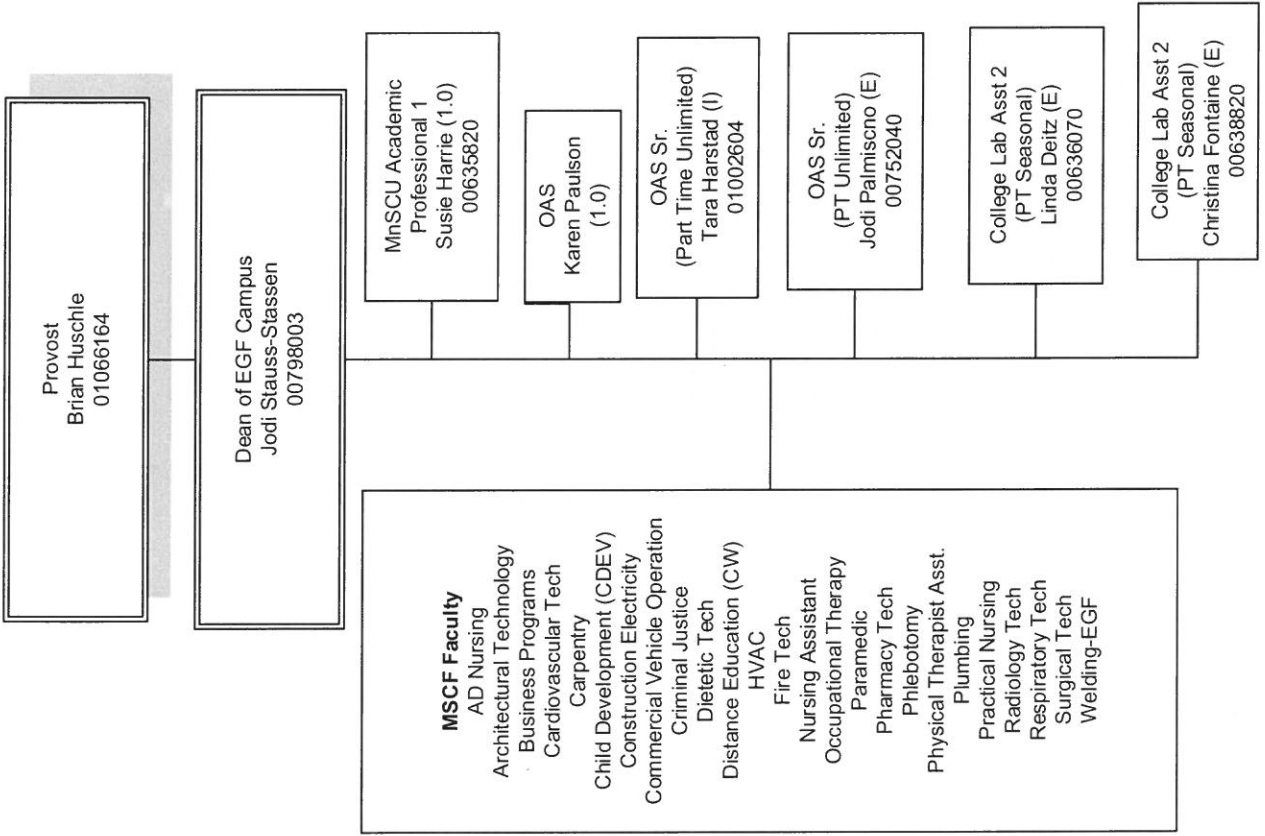 Provost
Brian Huschle
01066164
Dean of EGF Campus
Jodi Stauss-Stassen
00798003
MnSCU Academic
Professional 1
Susie Harrie (1.0)
00635820
OAS
Karen Paulson
(1.0)
OAS Sr.
(Part Time Unlimited)
Tara Harstad (I)
01002604
OAS Sr.
(PT Unlimited)
Jodi Palmiscno (E)
00752040
College Lab Asst 2
(PT Seasonal)
Linda Deitz (E)
00636070
College Lab Asst 2
(PT Seasonal)
Christina Fontaine (E)
00638820
MSCF Faculty
AD Nursing
Architectural Technology
Business Programs
Cardiovascular Tech
Carpentry
Child Development (CDEV)
Construction Electricity
Commercial Vehicle Operation
Criminal Justice
Dietetic Tech
Distance Education (CW)
HVAC
Fire Tech
Nursing Assistant
Occupational Therapy
Paramedic
Pharmacy Tech
Phlebotomy
Physical Therapist Asst.
Plumbing
Practical Nursing
Radiology Tech
Respiratory Tech
Surgical Tech
Welding-EGF